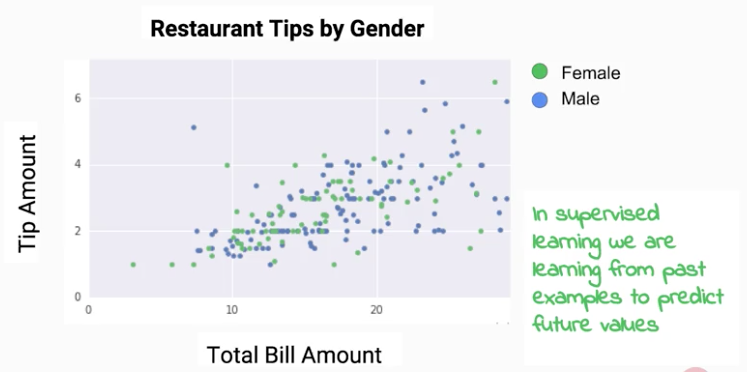 Restaurant Tips by Gender
Female
Male
6
4
2
0
0 10 20
Tip Amount
Total Bill Amount
In supervised
learning we are
learning from past
examples to predict
future values